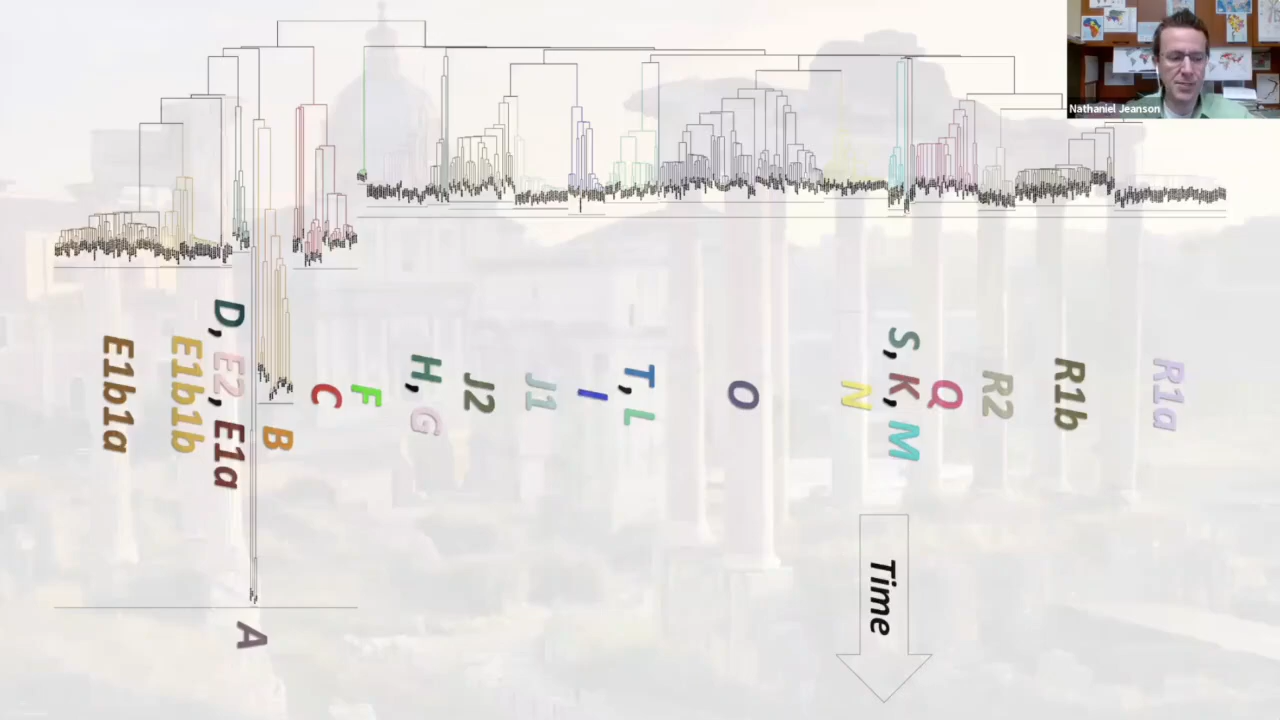 Nathaniel Jeanson
E1b1a
E1b1b
D, E2, E1a
A
B
C
F
H, G
J2
J1
I
T, L
O
N
S, K, M
Q
R2
R1b
R1a
Time